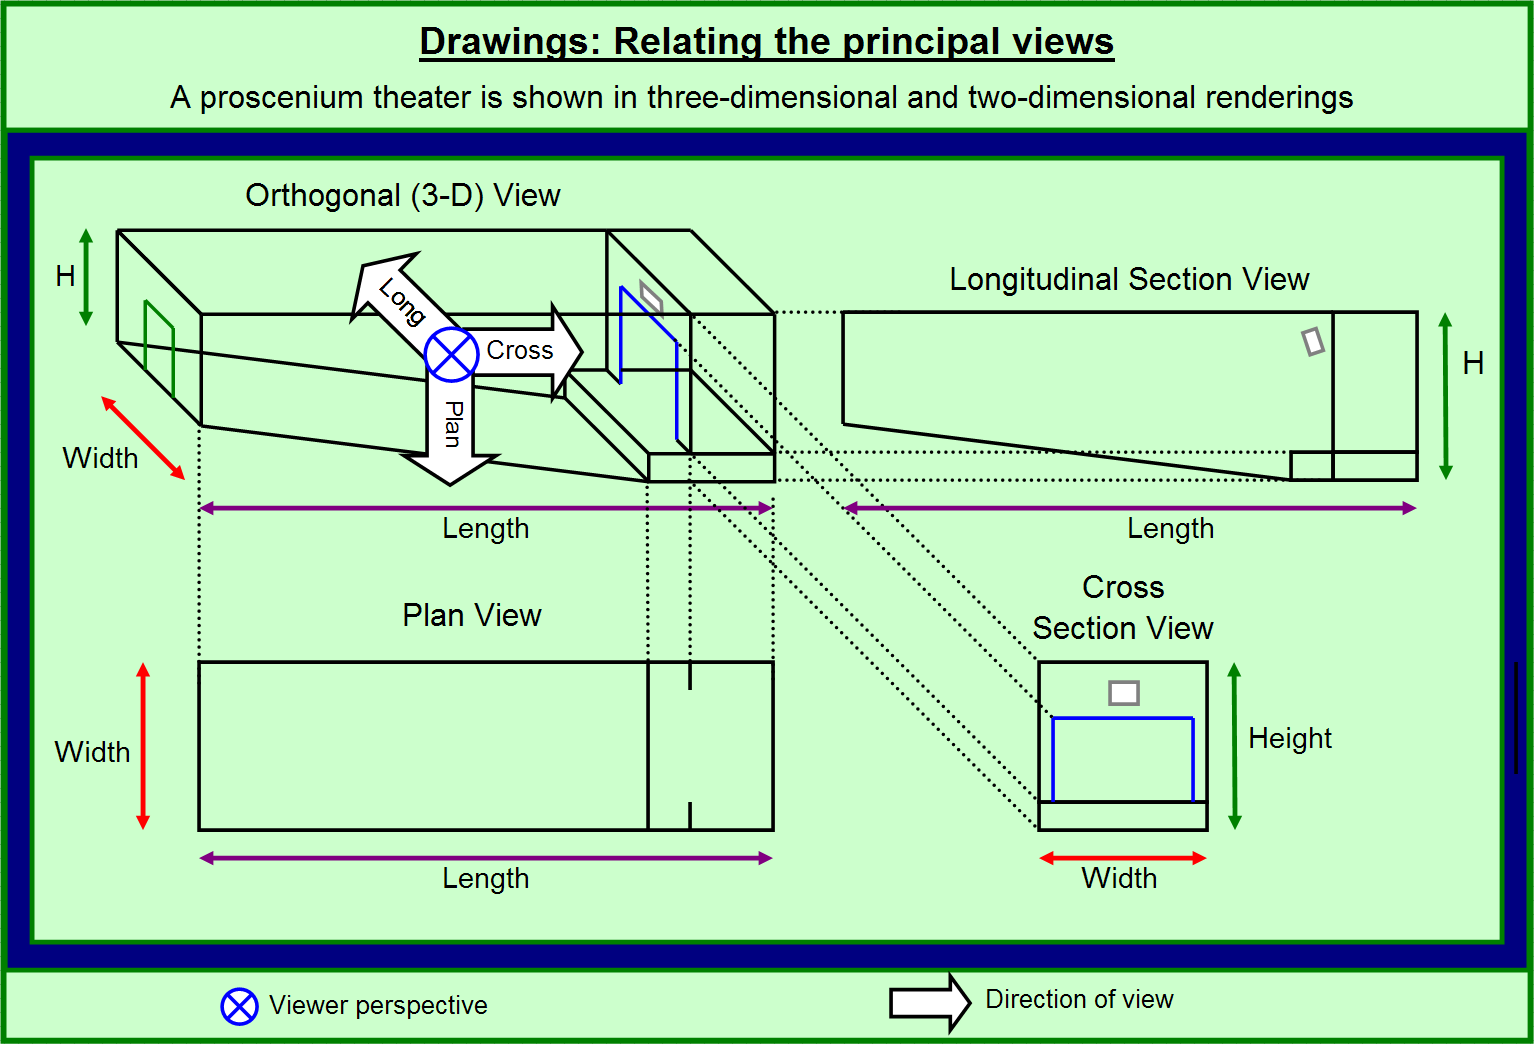 Drawings: Relating the principal views
A proscenium theater is shown in three-dimensional and two-dimensional renderings
Orthogonal (3-D) View
H
Long
Cross
Plan
Width
Length
Longitudinal Section View
H
Length
Plan View
Width
Length
Cross
Section View
Height
Width
Viewer perspective
Direction of view